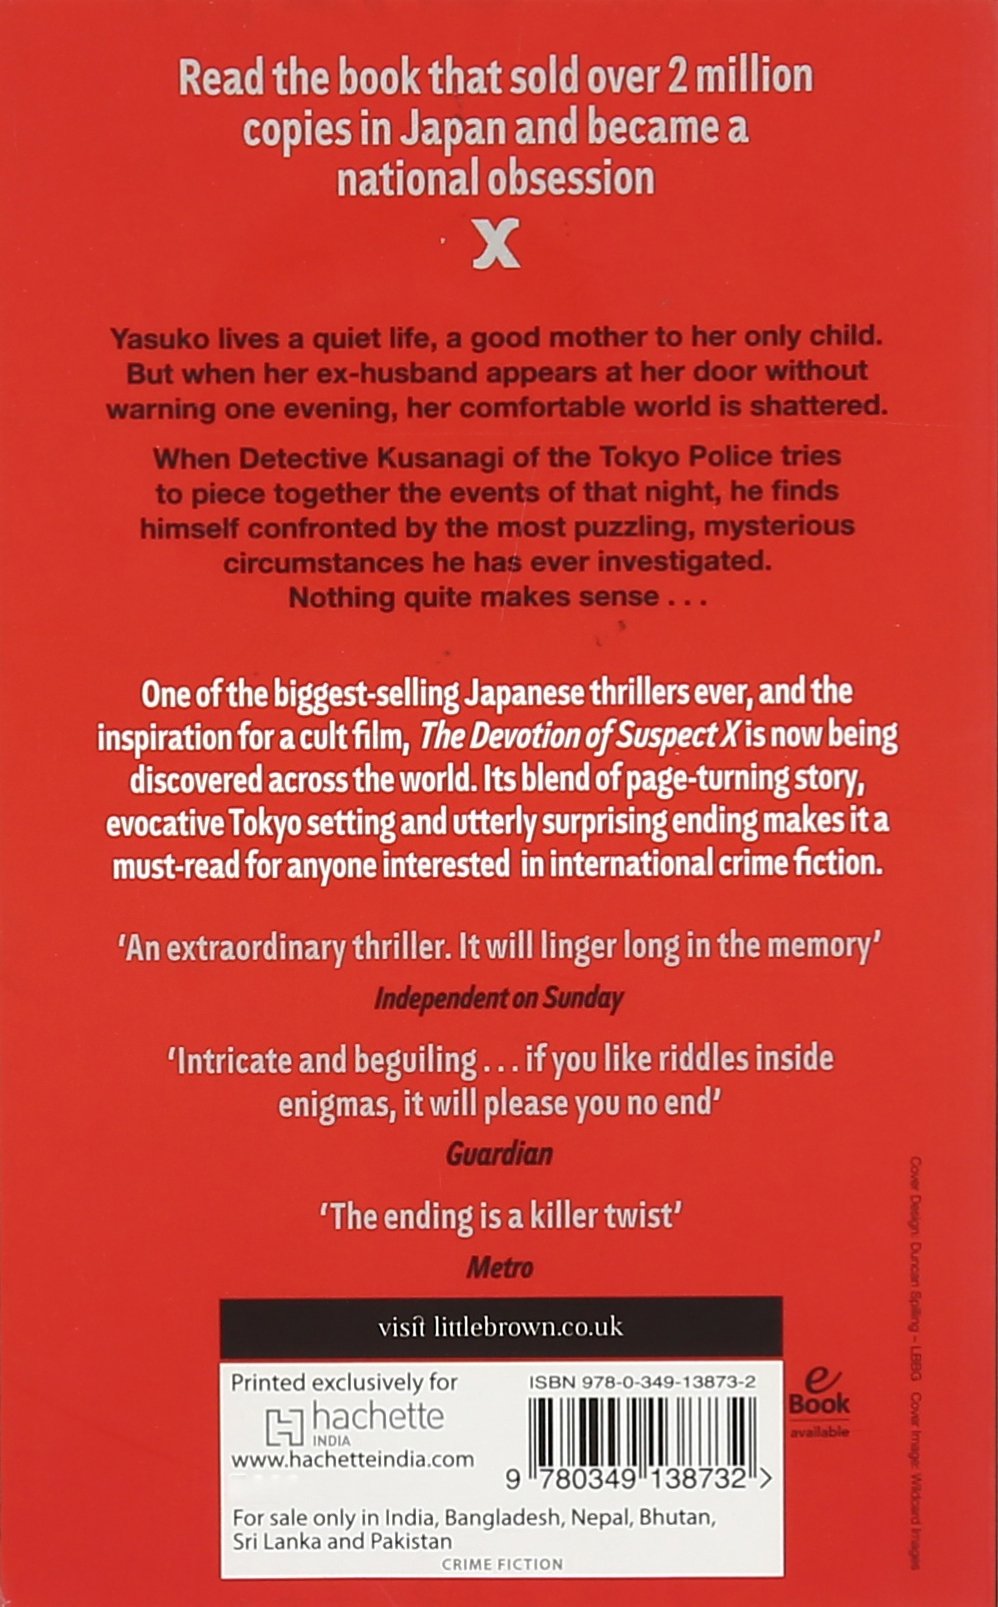 Read the book that sold over 2 million
copies in Japan and became a
national obsession
X
Yasuko lives a quiet life, a good mother to her only child.
But when her ex-husband appears at her door without
warning one evening, her comfortable world is shattered.
When Detective Kusanagi of the Tokyo Police tries
to piece together the events of that night, he finds
himself confronted by the most puzzling, mysterious
circumstances he has ever investigated.
Nothing quite makes sense . . .
One of the biggest-selling Japanese thrillers ever, and the
inspiration for a cult film, The Devotion of Suspect X is now being
discovered across the world. Its blend of page-turning story,
evocative Tokyo setting and utterly surprising ending makes it a
must-read for anyone interested in international crime fiction.
‘An extraordinary thriller. It will linger long in the memory’
Independent on Sunday
‘Intricate and beguiling . . . if you like riddles inside
enigmas, it will please you no end’
Guardian
‘The ending is a killer twist’
Metro
visit littlebrown.co.uk
Printed exclusively for
hachette
INDIA
www.hachetteindia.com
ISBN 978-0-349-13873-2
9 780349 138732 >
For sale only in India, Bangladesh, Nepal, Bhutan,
Sri Lanka and Pakistan
CRIME FICTION
e
Book
available
Cover Design: Duncan Spilling – LBBG Cover Image: Wildcard Images